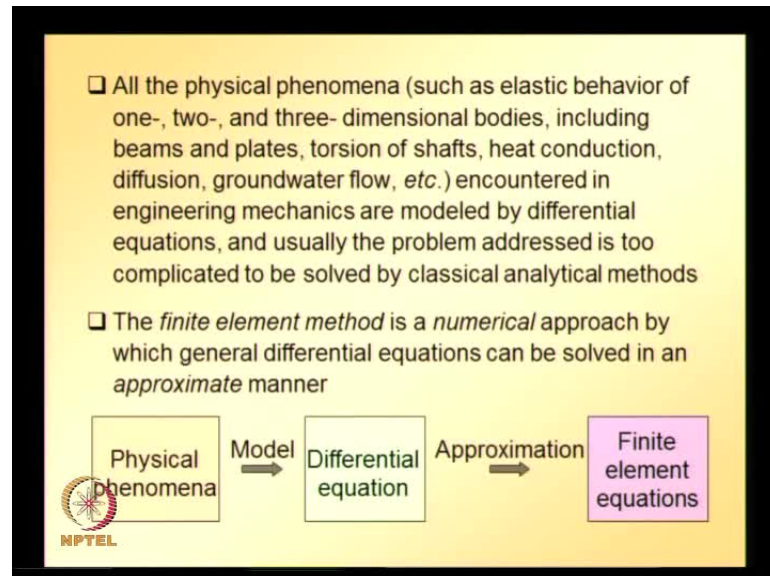 All the physical phenomena (such as elastic behavior of
one-, two-, and three- dimensional bodies, including
beams and plates, torsion of shafts, heat conduction,
diffusion, groundwater flow, etc.) encountered in
engineering mechanics are modeled by differential
equations, and usually the problem addressed is too
complicated to be solved by classical analytical methods
The finite element method is a numerical approach by
which general differential equations can be solved in an
approximate manner
Physical
phenomena
Model
Differential
equation
Approximation
Finite
element
equations
NPTEL